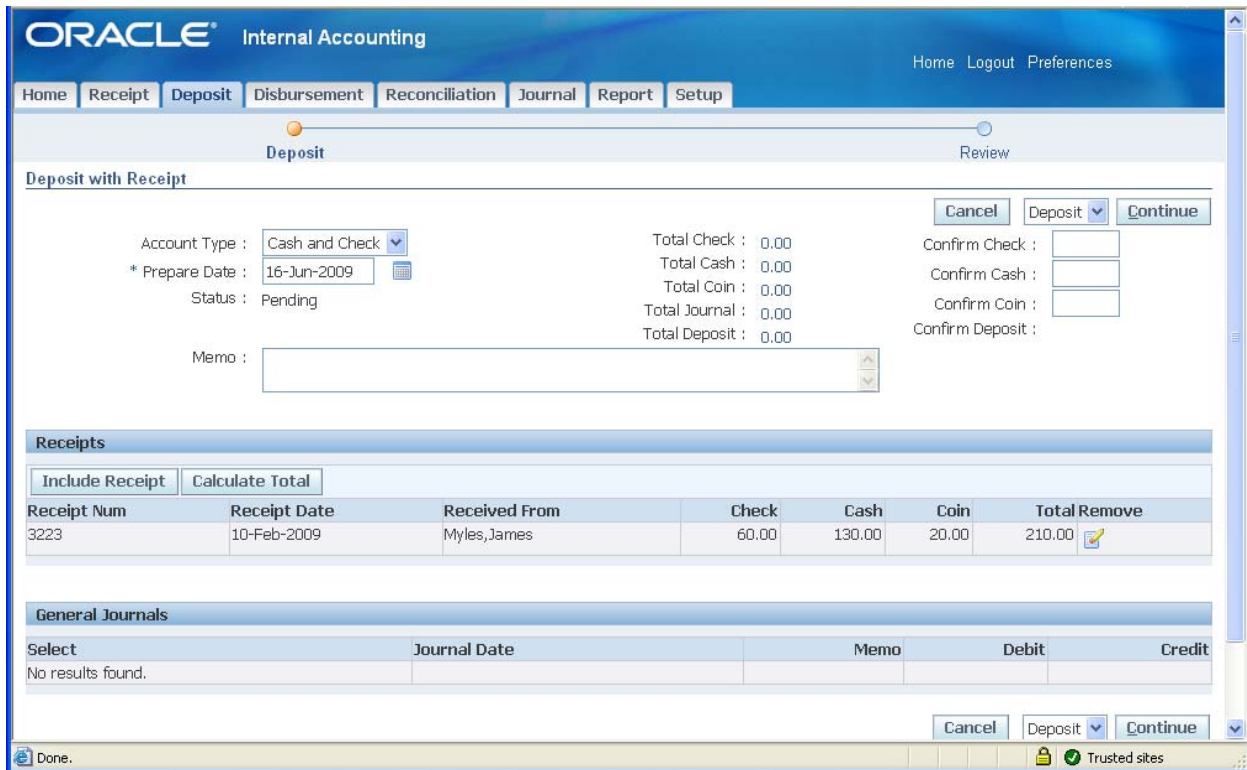 ORACLE® Internal Accounting
Home Logout Preferences
Home Receipt Deposit Disbursement Reconciliation Journal Report Setup
Deposit Review
Deposit with Receipt
Cancel Deposit Continue
Account Type : Cash and Check Total Check : 0.00 Confirm Check :
* Prepare Date : 16-Jun-2009 Total Cash : 0.00 Confirm Cash :
Status : Pending Total Coin : 0.00 Confirm Coin :
Total Journal : 0.00
Total Deposit : 0.00 Confirm Deposit :
Memo :
Receipts
Include Receipt Calculate Total
Receipt Num Receipt Date Received From Check Cash Coin Total Remove
3223 10-Feb-2009 Myles,James 60.00 130.00 20.00 210.00
General Journals
Select Journal Date Memo Debit Credit
No results found.
Cancel Deposit Continue
Done. Trusted sites